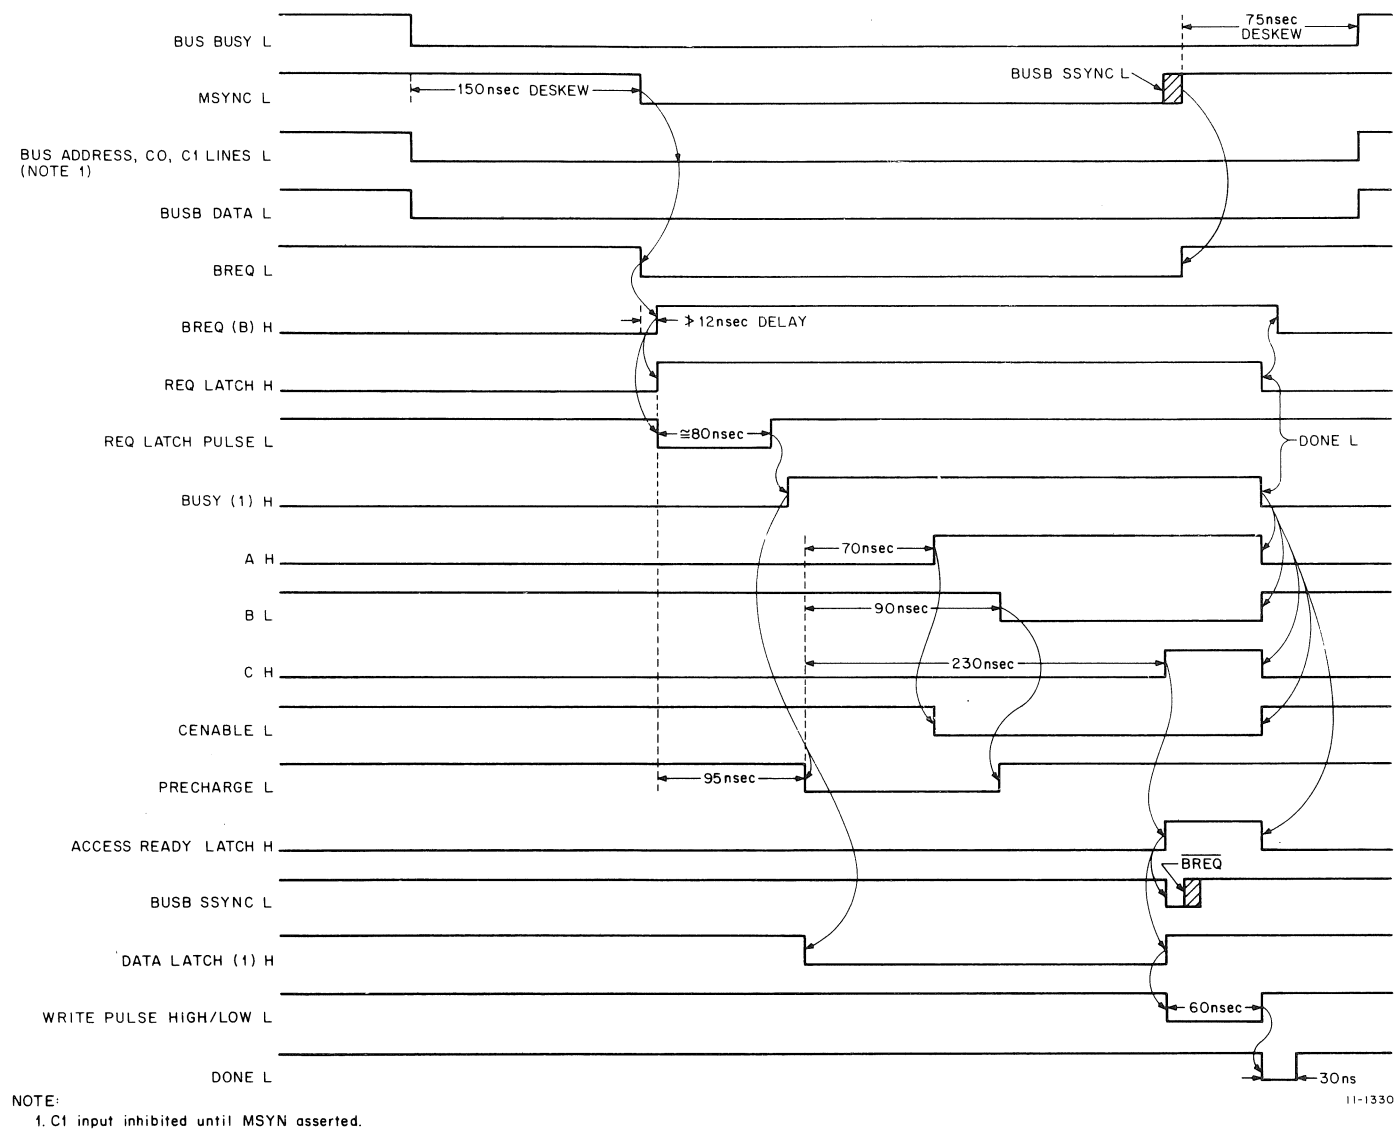 75nsec
DESKEW
BUS BUSY L
BUSB SSYNC L
150nsec DESKEW
MSYNC L
BUS ADDRESS, CO, C1 LINES L
(NOTE 1)
BUSB DATA L
BREQ L
BREQ (B) H
≯12nsec DELAY
REQ LATCH H
≅80nsec
REQ LATCH PULSE L
DONE L
BUSY (1) H
70nsec
A H
90nsec
B L
230nsec
C H
CENABLE L
95nsec
PRECHARGE L
ACCESS READY LATCH H
B̅R̅E̅Q̅
BUSB SSYNC L
DATA LATCH (1) H
60nsec
WRITE PULSE HIGH/LOW L
DONE L
30ns
NOTE:
1. C1 input inhibited until MSYN asserted.
11-1330